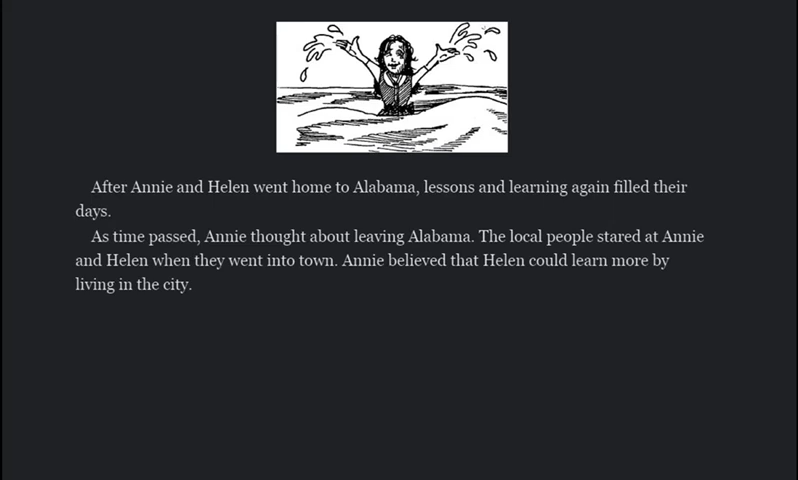 After Annie and Helen went home to Alabama, lessons and learning again filled their
days.
As time passed, Annie thought about leaving Alabama. The local people stared at Annie
and Helen when they went into town. Annie believed that Helen could learn more by
living in the city.